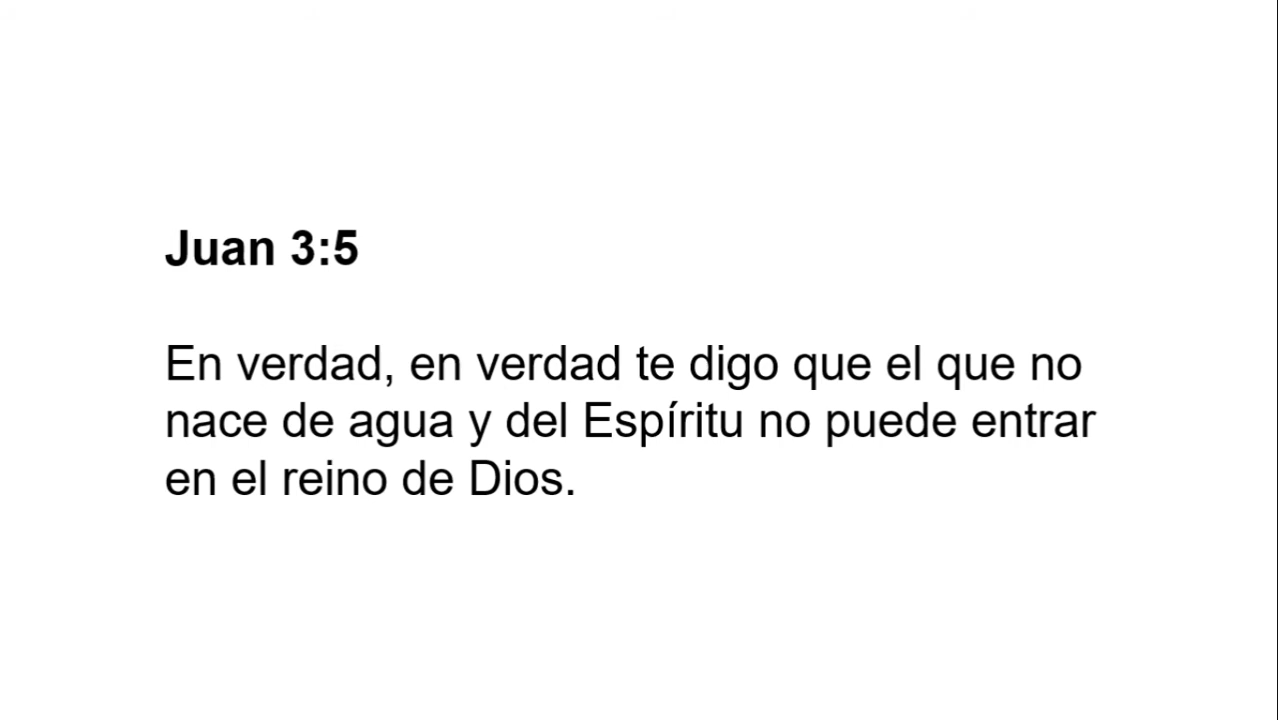 Juan 3:5
En verdad, en verdad te digo que el que no
nace de agua y del Espíritu no puede entrar
en el reino de Dios.